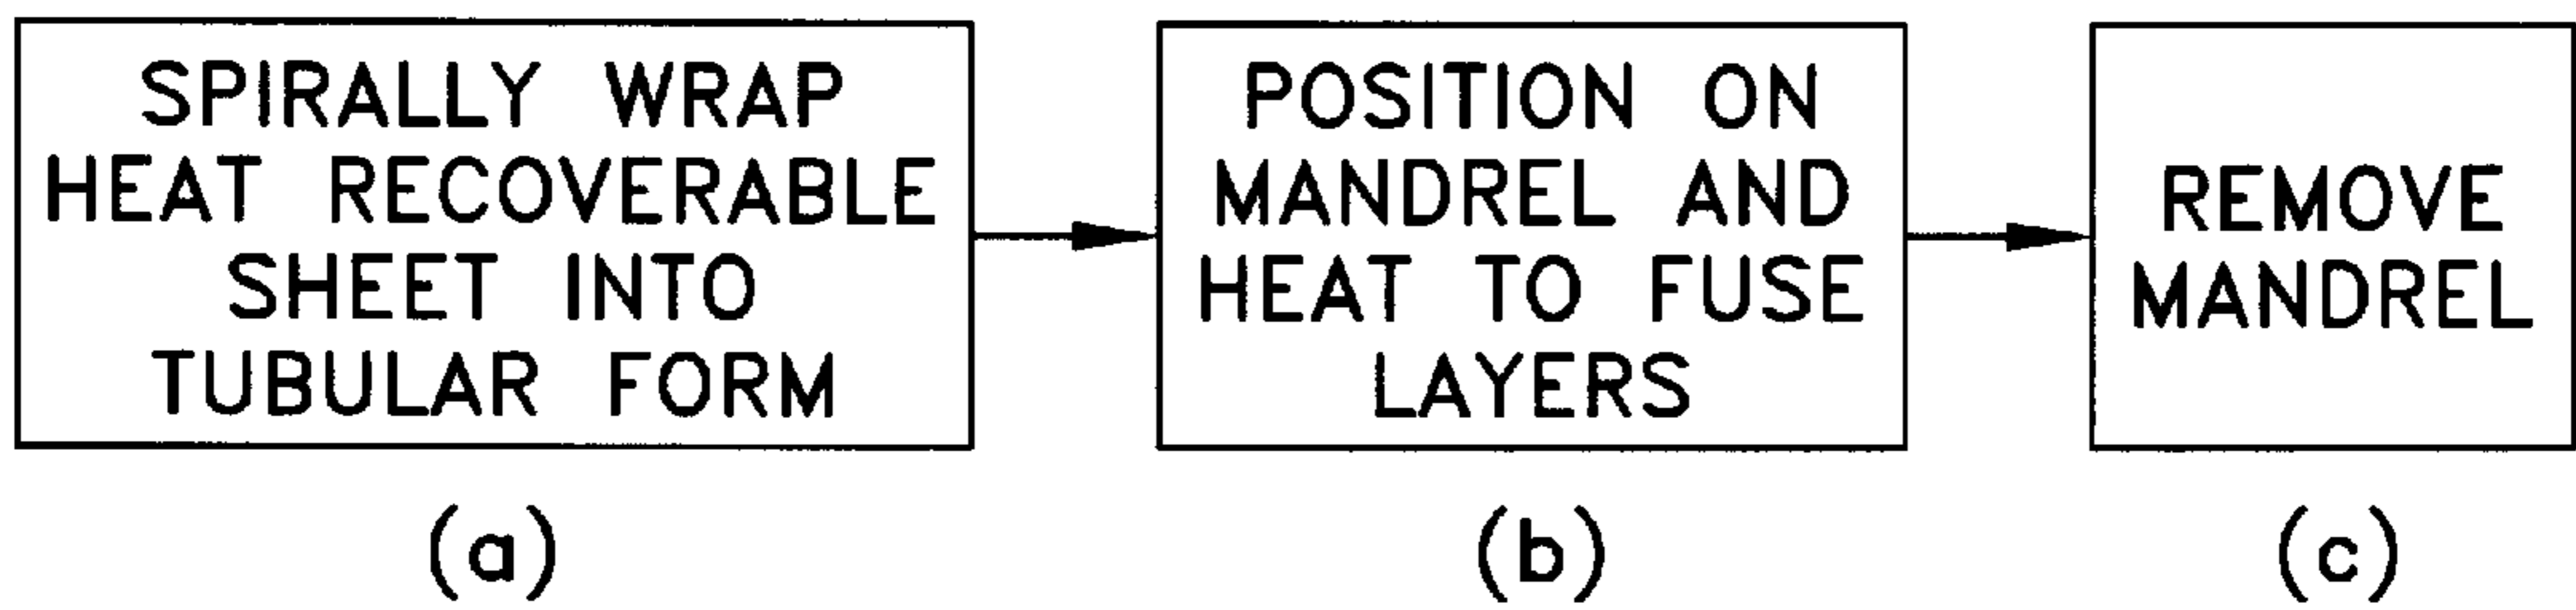 SPIRALLY WRAP
HEAT RECOVERABLE
SHEET INTO
TUBULAR FORM
(a)
POSITION ON
MANDREL AND
HEAT TO FUSE
LAYERS
(b)
REMOVE
MANDREL
(c)